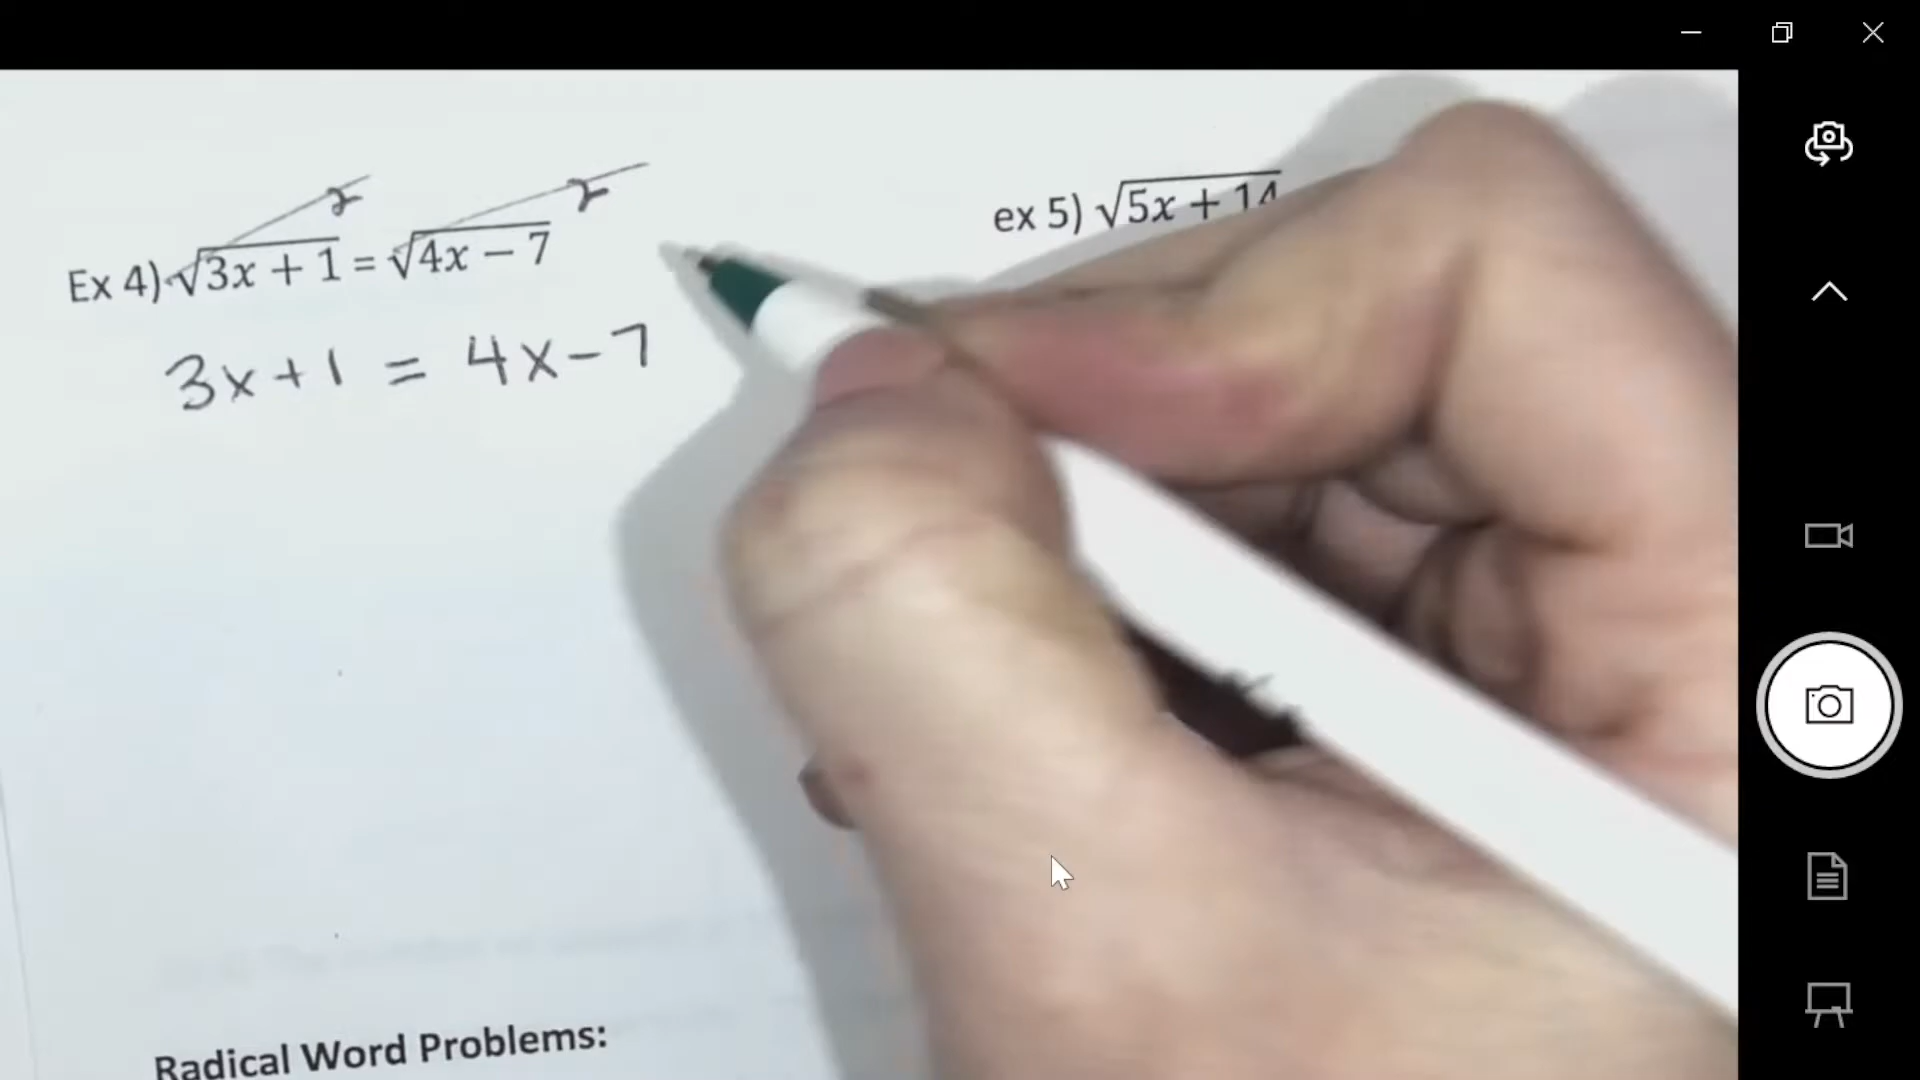 Ex 4) √3x + 1 = √4x − 7
2 2
3x + 1 = 4x − 7
ex 5) √5x + 14
Radical Word Problems: